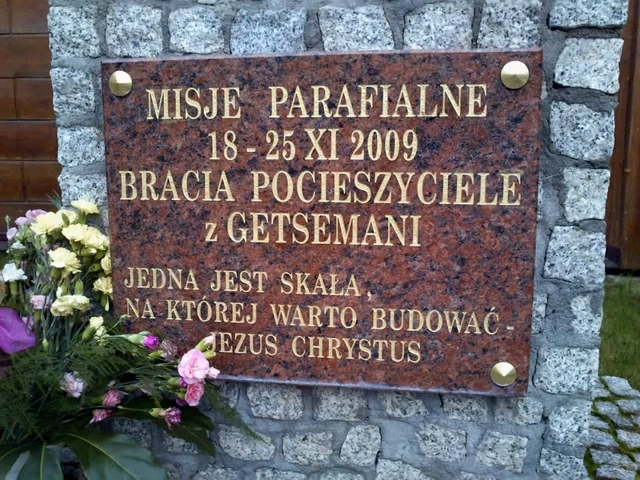 MISJE PARAFIALNE
18 - 25 XI 2009
BRACIA POCIESZYCIELE
z GETSEMANI
JEDNA JEST SKAŁA,
NA KTÓREJ WARTO BUDOWAĆ -
JEZUS CHRYSTUS